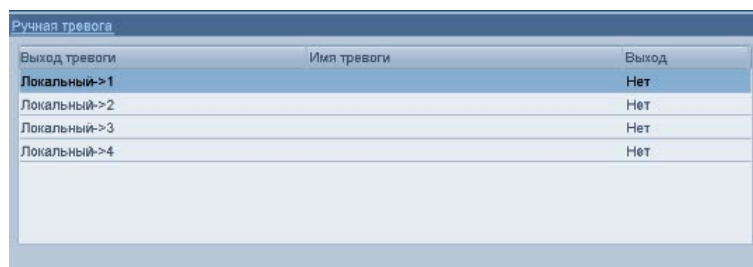 Ручная тревога
Выход тревоги Имя тревоги Выход
Локальный->1 Нет
Локальный->2 Нет
Локальный->3 Нет
Локальный->4 Нет